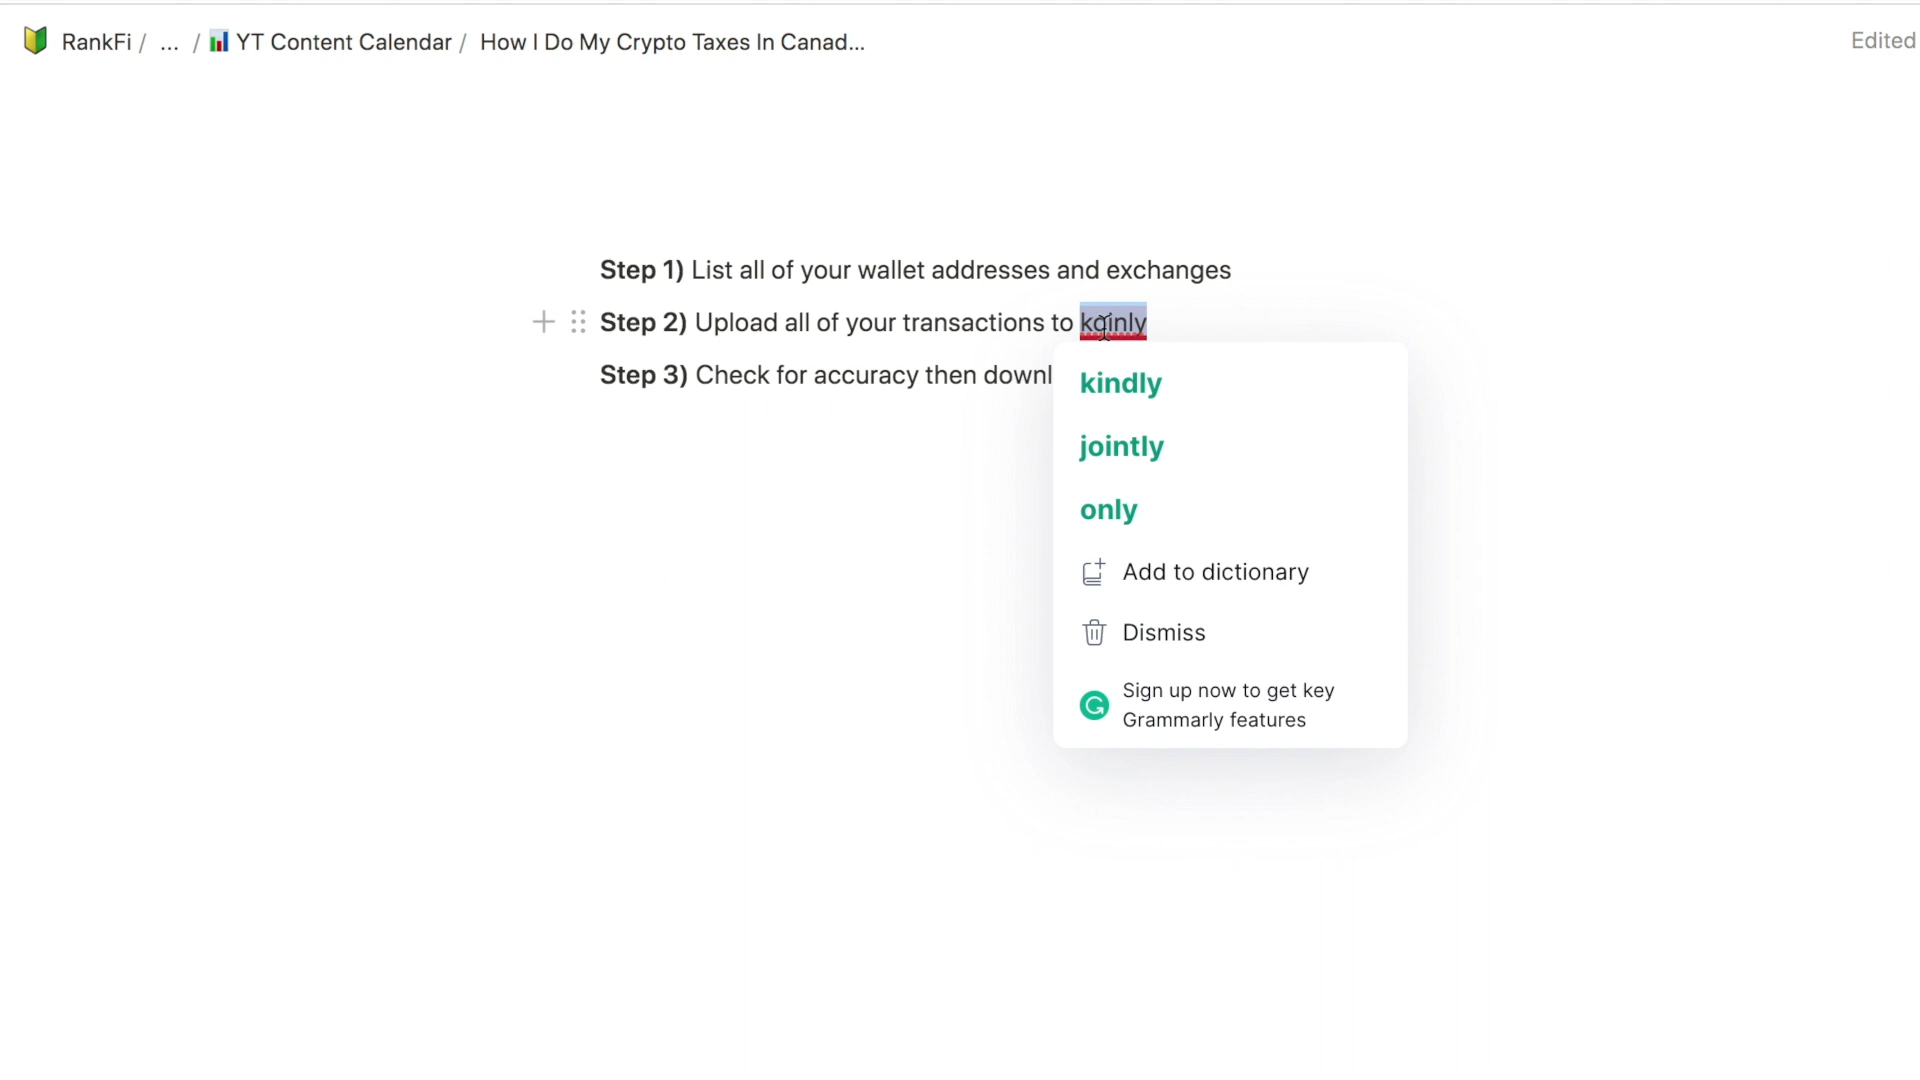 RankFi / ... / YT Content Calendar / How I Do My Crypto Taxes In Canad...
Edited
Step 1) List all of your wallet addresses and exchanges
Step 2) Upload all of your transactions to koinly
Step 3) Check for accuracy then downl
kindly
jointly
only
Add to dictionary
Dismiss
Sign up now to get key
Grammarly features